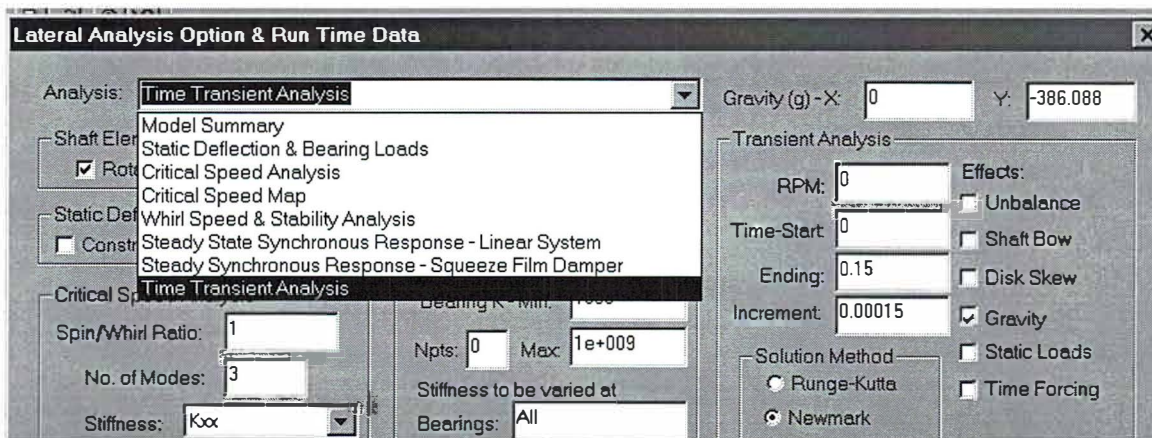 Lateral Analysis Option & Run Time Data
Analysis: Time Transient Analysis
Gravity (g) - X: 0 Y: -386.088
Model Summary
Static Deflection & Bearing Loads
Critical Speed Analysis
Critical Speed Map
Whirl Speed & Stability Analysis
Steady State Synchronous Response - Linear System
Steady Synchronous Response - Squeeze Film Damper
Time Transient Analysis
Shaft
Static
Critical
Spin/Whirl Ratio: 1
No. of Modes: 3
Stiffness: Kxx
Bearing K - Min:
Npts: 0 Max: 1e+009
Stiffness to be varied at
Bearings: All
Transient Analysis
RPM: 0
Time-Start: 0
Ending: 0.15
Increment: 0.00015
Effects:
Unbalance
Shaft Bow
Disk Skew
Gravity
Static Loads
Time Forcing
Solution Method
Runge-Kutta
Newmark